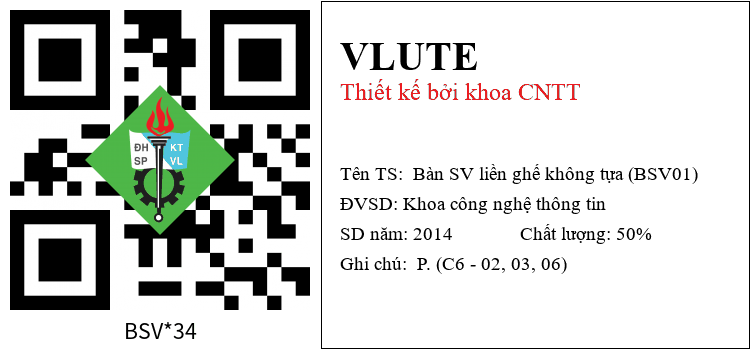 ĐH KT
SP VL
BSV*34
VLUTE
Thiết kế bởi khoa CNTT
Tên TS: Bàn SV liền ghế không tựa (BSV01)
ĐVSD: Khoa công nghệ thông tin
SD năm: 2014 Chất lượng: 50%
Ghi chú: P. (C6 - 02, 03, 06)